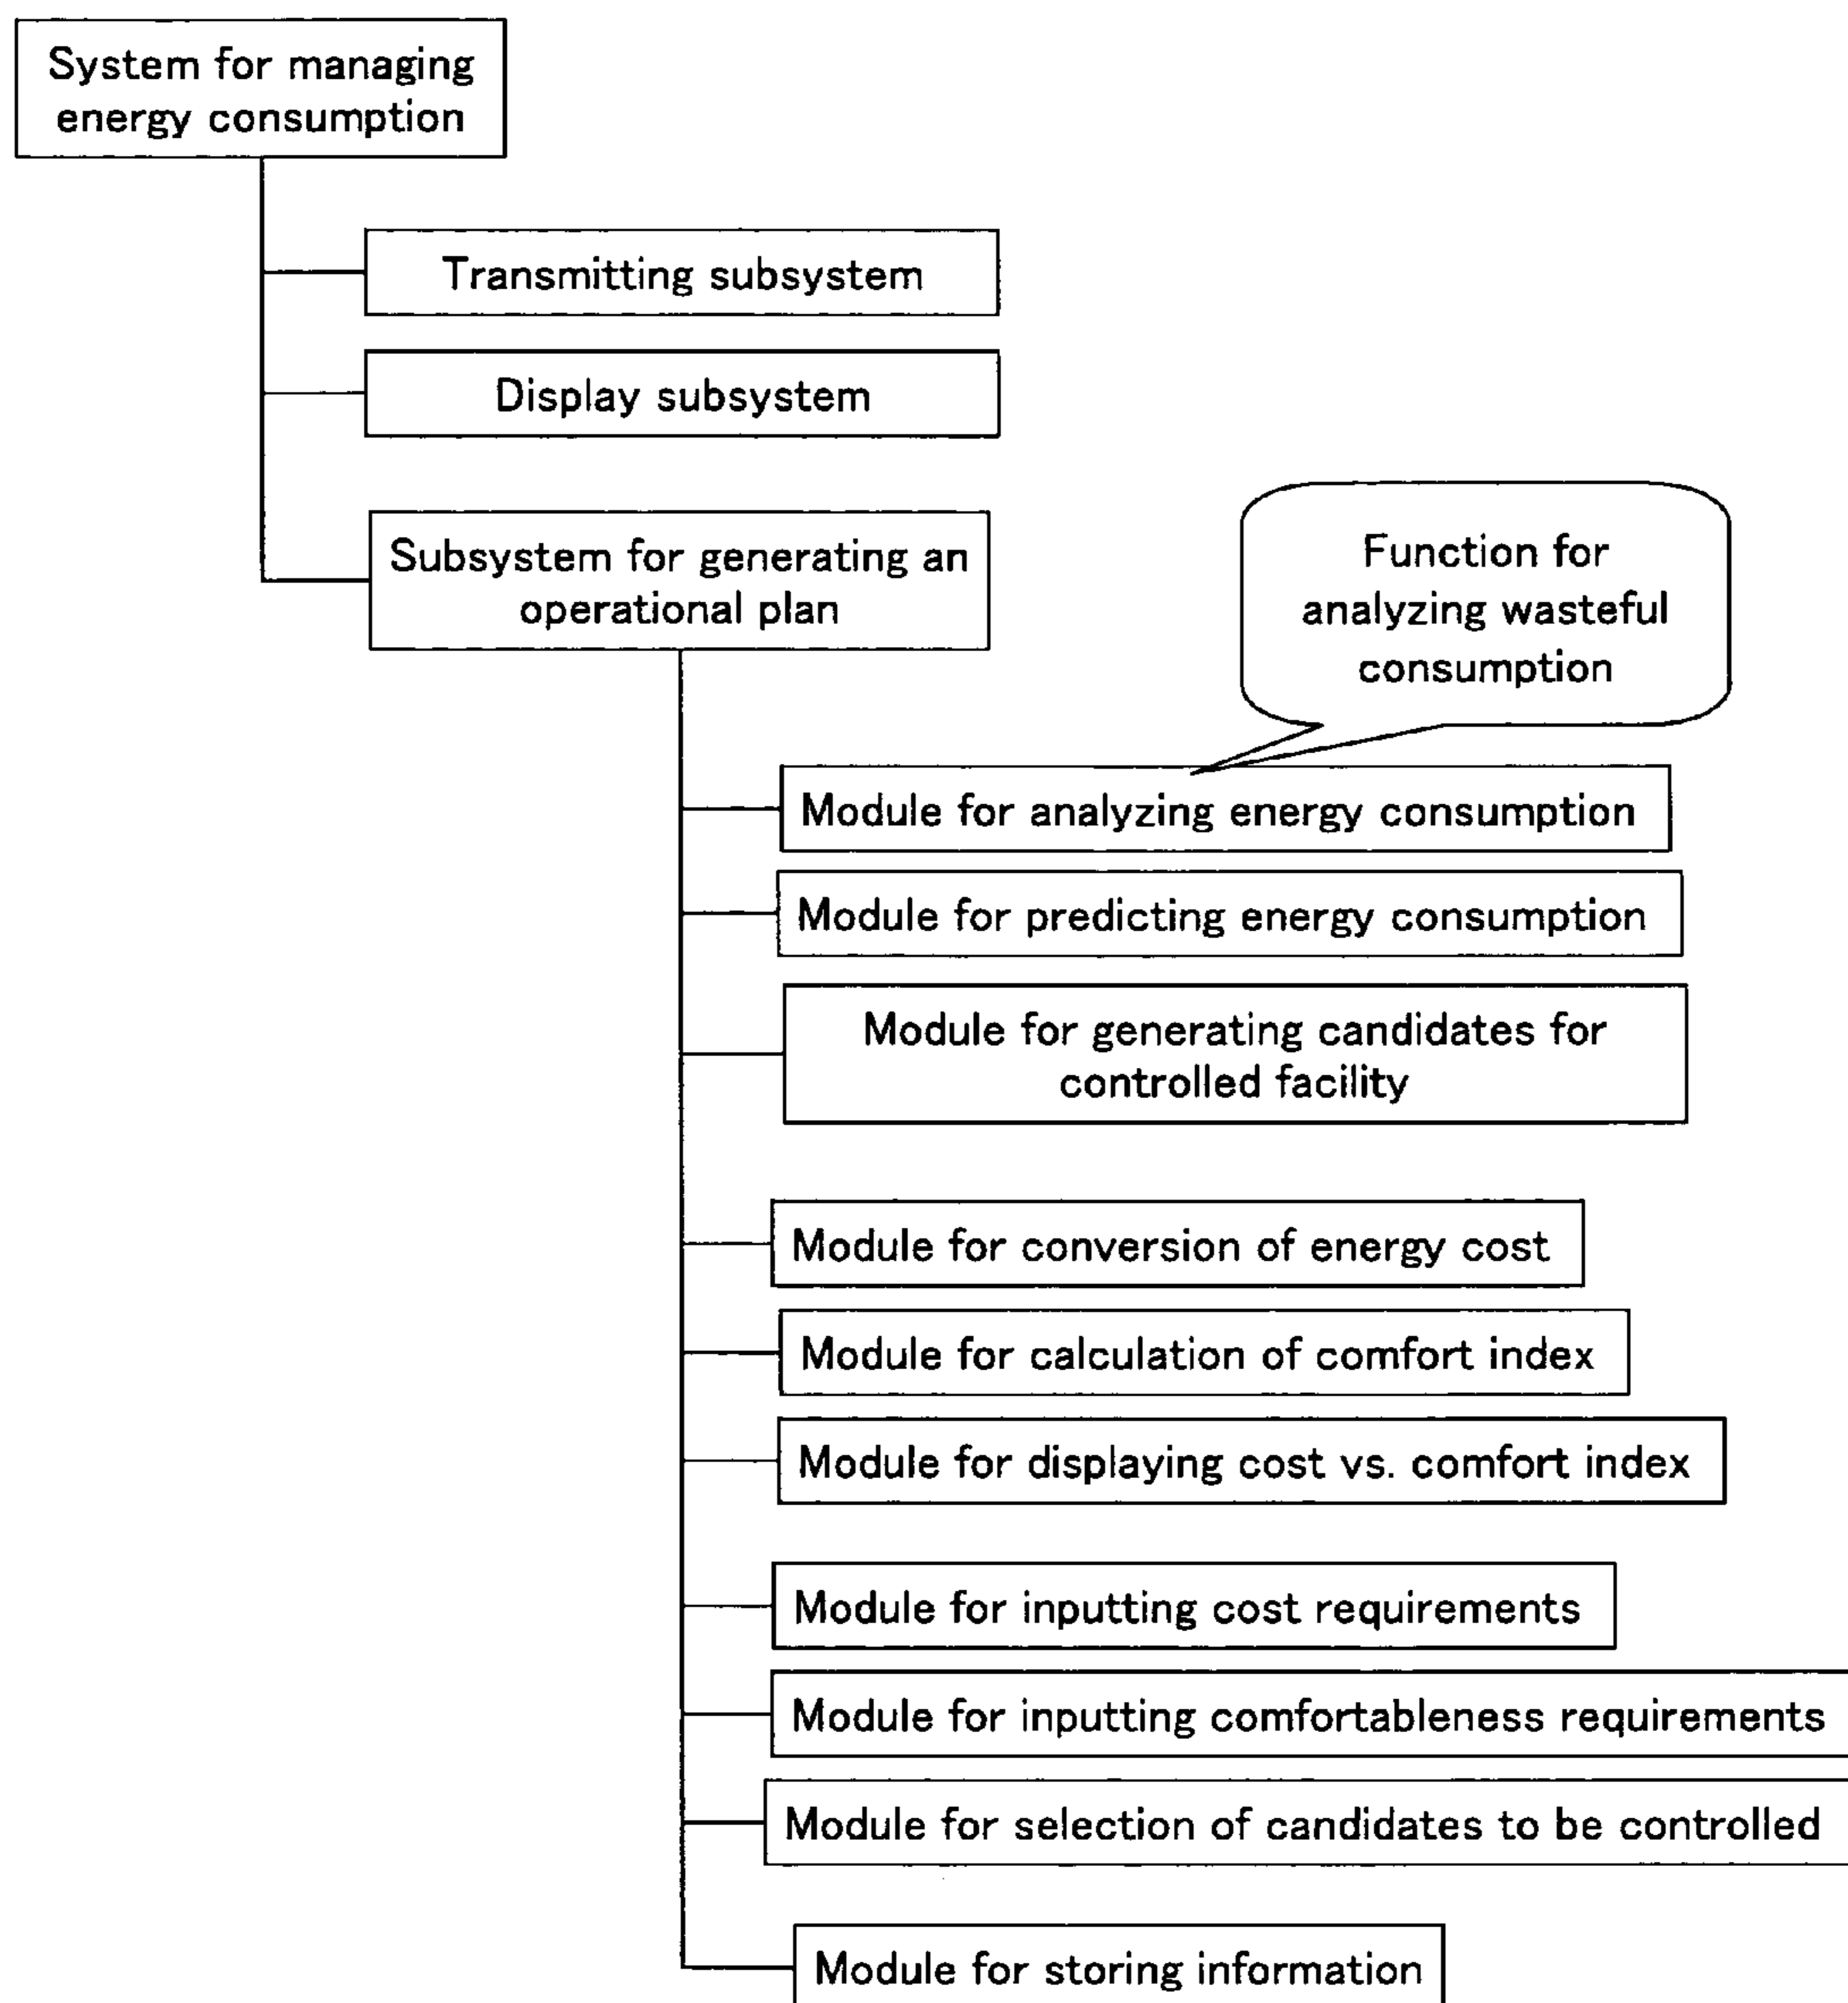 System for managing
energy consumption
Transmitting subsystem
Display subsystem
Subsystem for generating an
operational plan
Function for
analyzing wasteful
consumption
Module for analyzing energy consumption
Module for predicting energy consumption
Module for generating candidates for
controlled facility
Module for conversion of energy cost
Module for calculation of comfort index
Module for displaying cost vs. comfort index
Module for inputting cost requirements
Module for inputting comfortableness requirements
Module for selection of candidates to be controlled
Module for storing information